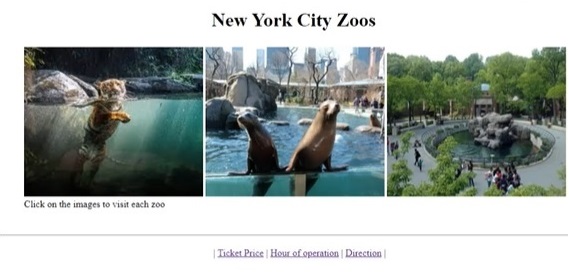 New York City Zoos
Click on the images to visit each zoo
| Ticket Price | Hour of operation | Direction |